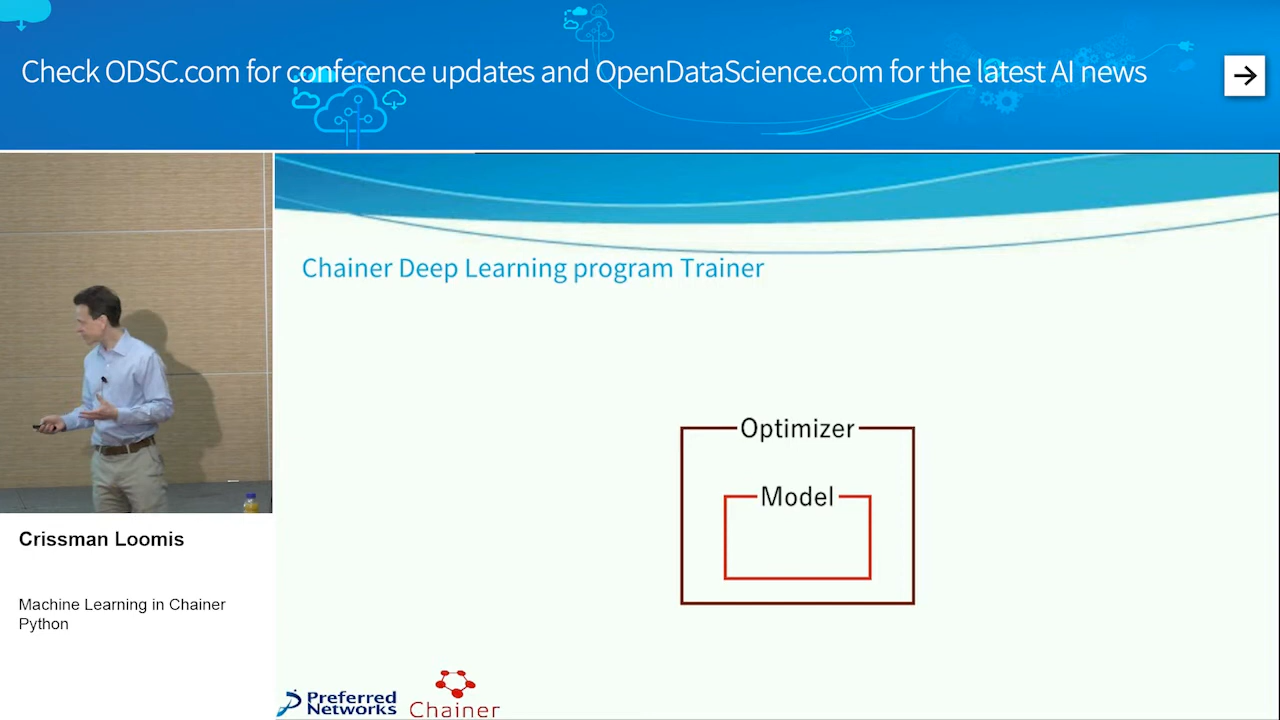 Check ODSC.com for conference updates and OpenDataScience.com for the latest AI news
Chainer Deep Learning program Trainer
Optimizer
Model
Crissman Loomis
Machine Learning in Chainer
Python
Preferred
Networks
Chainer